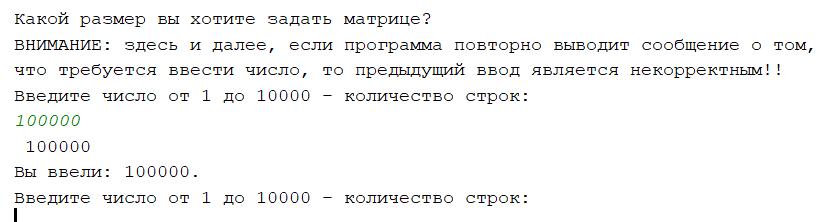 Какой размер вы хотите задать матрице?
ВНИМАНИЕ: здесь и далее, если программа повторно выводит сообщение о том,
что требуется ввести число, то предыдущий ввод является некорректным!!
Введите число от 1 до 10000 – количество строк:
100000
100000
Вы ввели: 100000.
Введите число от 1 до 10000 – количество строк: